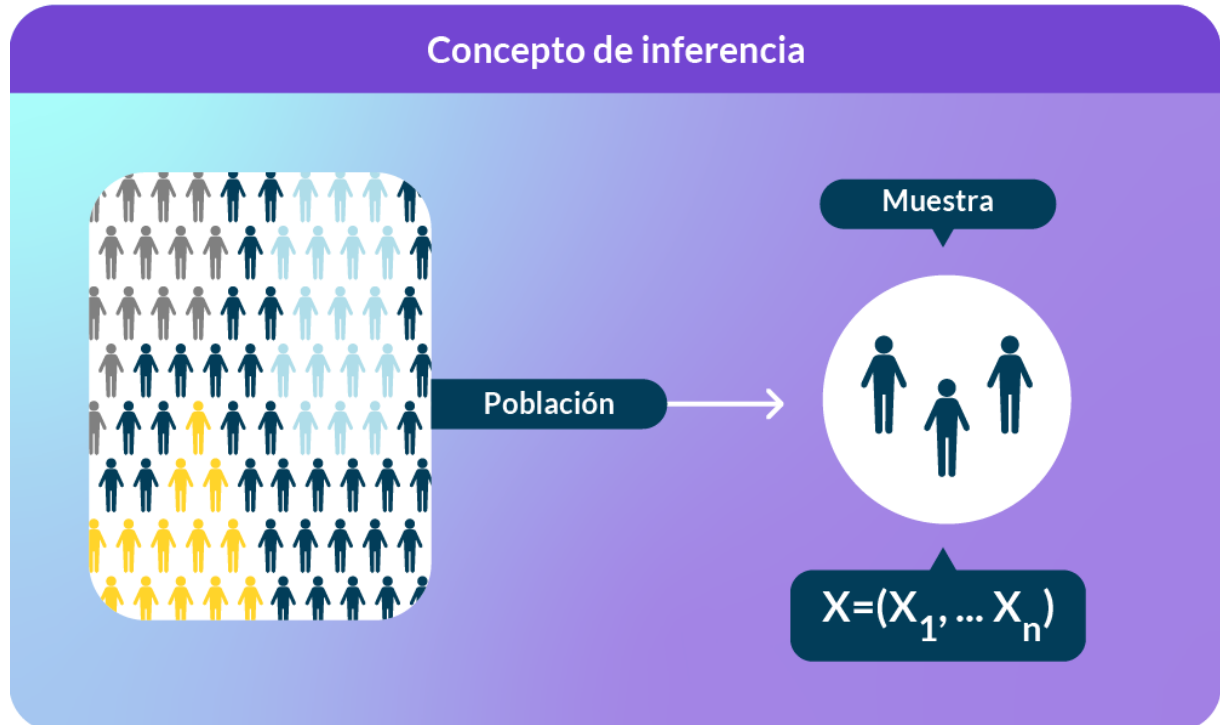 Concepto de inferencia
Muestra
Población
X=(X₁, ... Xₙ)